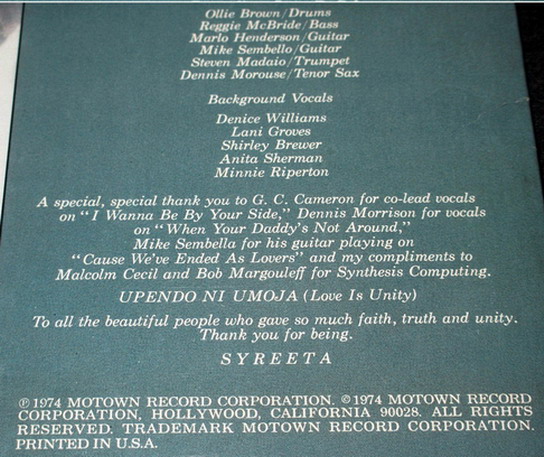 Ollie Brown/Drums
Reggie McBride/Bass
Marlo Henderson/Guitar
Mike Sembello/Guitar
Steven Madaio/Trumpet
Dennis Morouse/Tenor Sax
Background Vocals
Denice Williams
Lani Groves
Shirley Brewer
Anita Sherman
Minnie Riperton
A special, special thank you to G. C. Cameron for co-lead vocals
on "I Wanna Be By Your Side," Dennis Morrison for vocals
on "When Your Daddy's Not Around,"
Mike Sembella for his guitar playing on
"Cause We've Ended As Lovers" and my compliments to
Malcolm Cecil and Bob Margouleff for Synthesis Computing.
UPENDO NI UMOJA (Love Is Unity)
To all the beautiful people who gave so much faith, truth and unity.
Thank you for being.
SYREETA
℗ 1974 MOTOWN RECORD CORPORATION. © 1974 MOTOWN RECORD
CORPORATION, HOLLYWOOD, CALIFORNIA 90028. ALL RIGHTS
RESERVED. TRADEMARK MOTOWN RECORD CORPORATION.
PRINTED IN U.S.A.